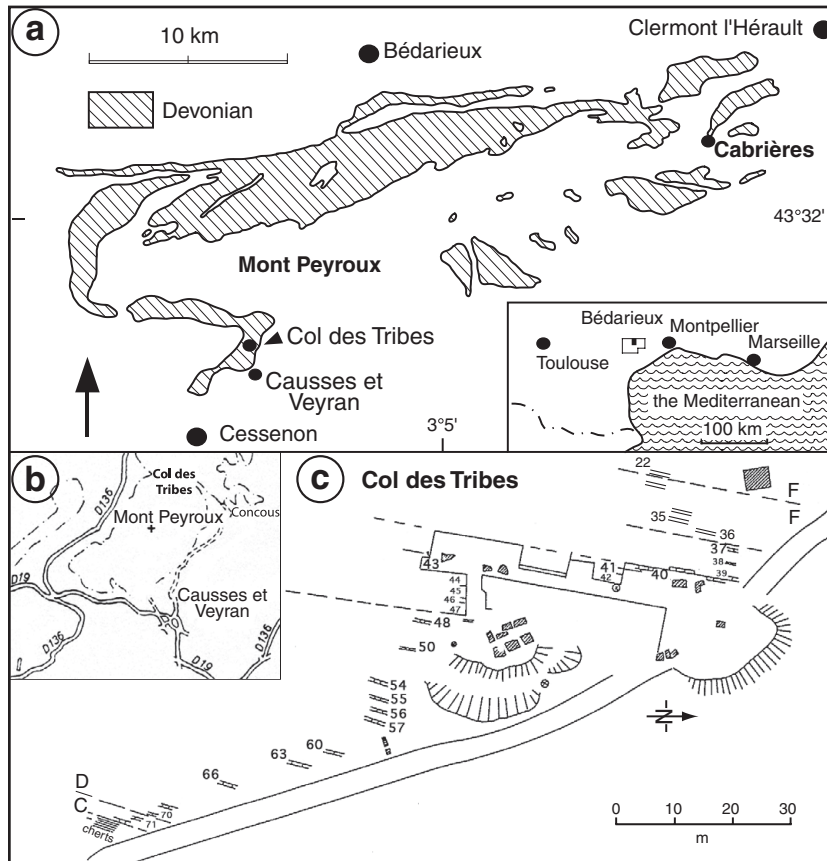 a
10 km
Bédarieux
Clermont l'Hérault
Devonian
Cabrières
43°32'
Mont Peyroux
Col des Tribes
Causses et
Veyran
3°5'
Cessenon
Bédarieux
Montpellier
Marseille
Toulouse
the Mediterranean
100 km
b
D136
Col des
Tribes
Mont Peyroux
Concous
D19
Causses et
Veyran
D136
D136
D19
c
Col des Tribes
22
F
F
35
36
37
38
39
43
41
42
40
44
45
46
47
48
50
54
55
56
57
60
63
66
N
D
C
70
71
cherts
0 10 20 30
m